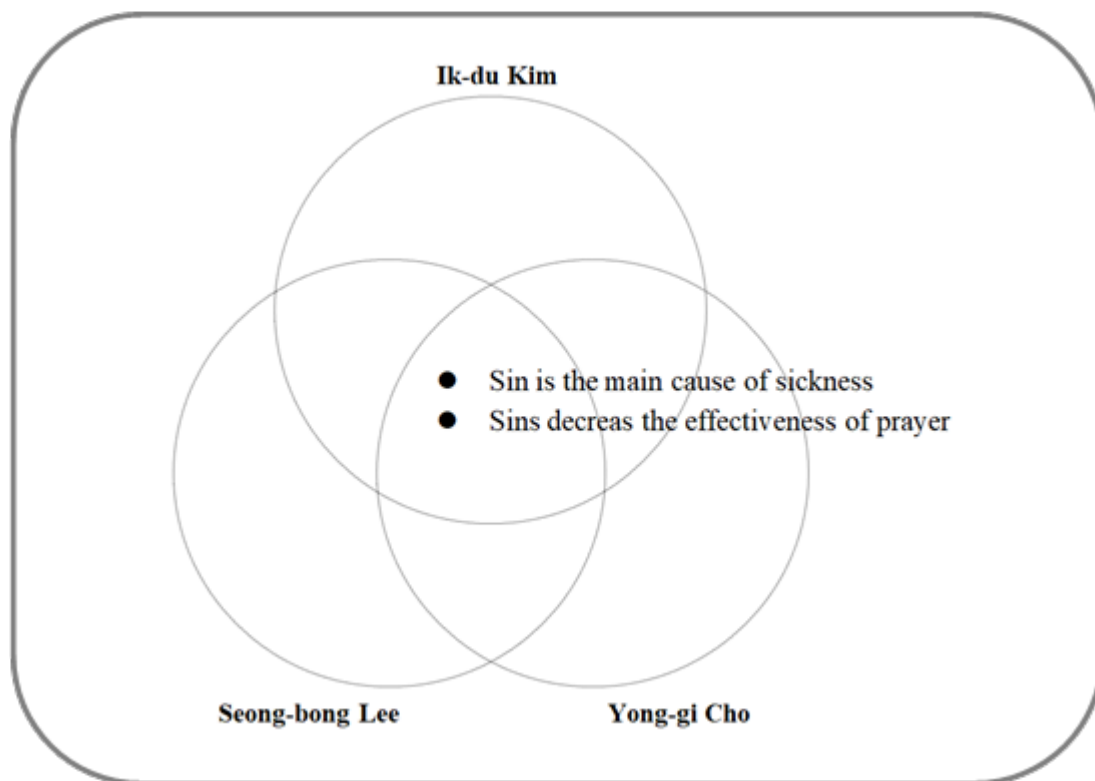 Ik-du Kim
● Sin is the main cause of sickness
● Sins decreas the effectiveness of prayer
Seong-bong Lee
Yong-gi Cho